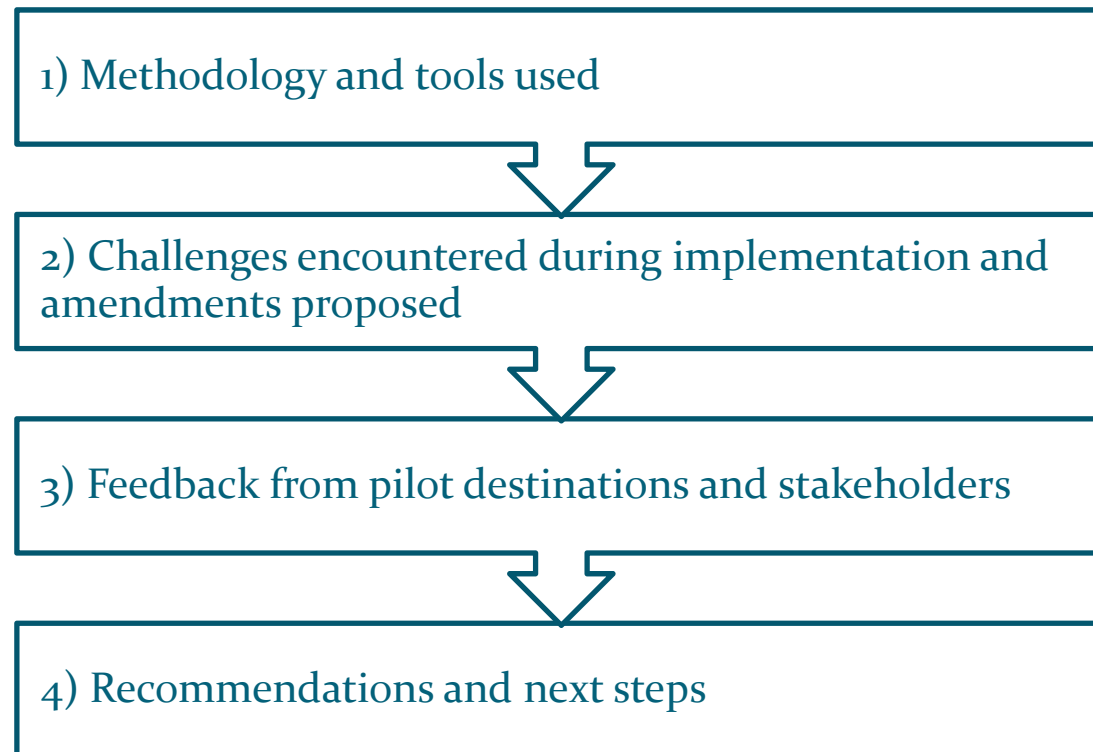 1) Methodology and tools used
2) Challenges encountered during implementation and
amendments proposed
3) Feedback from pilot destinations and stakeholders
4) Recommendations and next steps